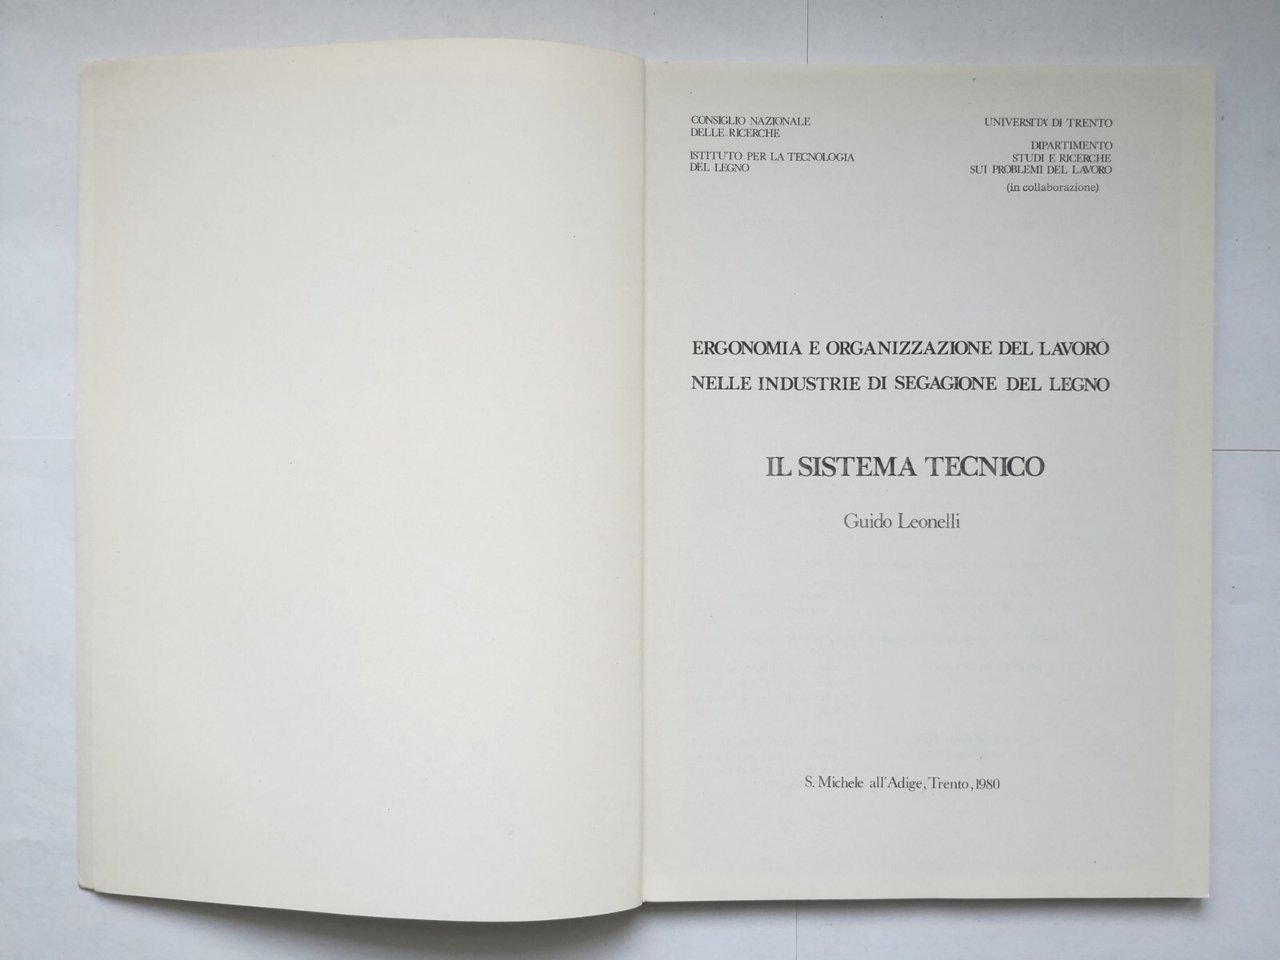 CONSIGLIO NAZIONALE
DELLE RICERCHE
ISTITUTO PER LA TECNOLOGIA
DEL LEGNO
UNIVERSITA' DI TRENTO
DIPARTIMENTO
STUDI E RICERCHE
SUI PROBLEMI DEL LAVORO
(in collaborazione)
ERGONOMIA E ORGANIZZAZIONE DEL LAVORO
NELLE INDUSTRIE DI SEGAGIONE DEL LEGNO
IL SISTEMA TECNICO
Guido Leonelli
S. Michele all'Adige, Trento, 1980